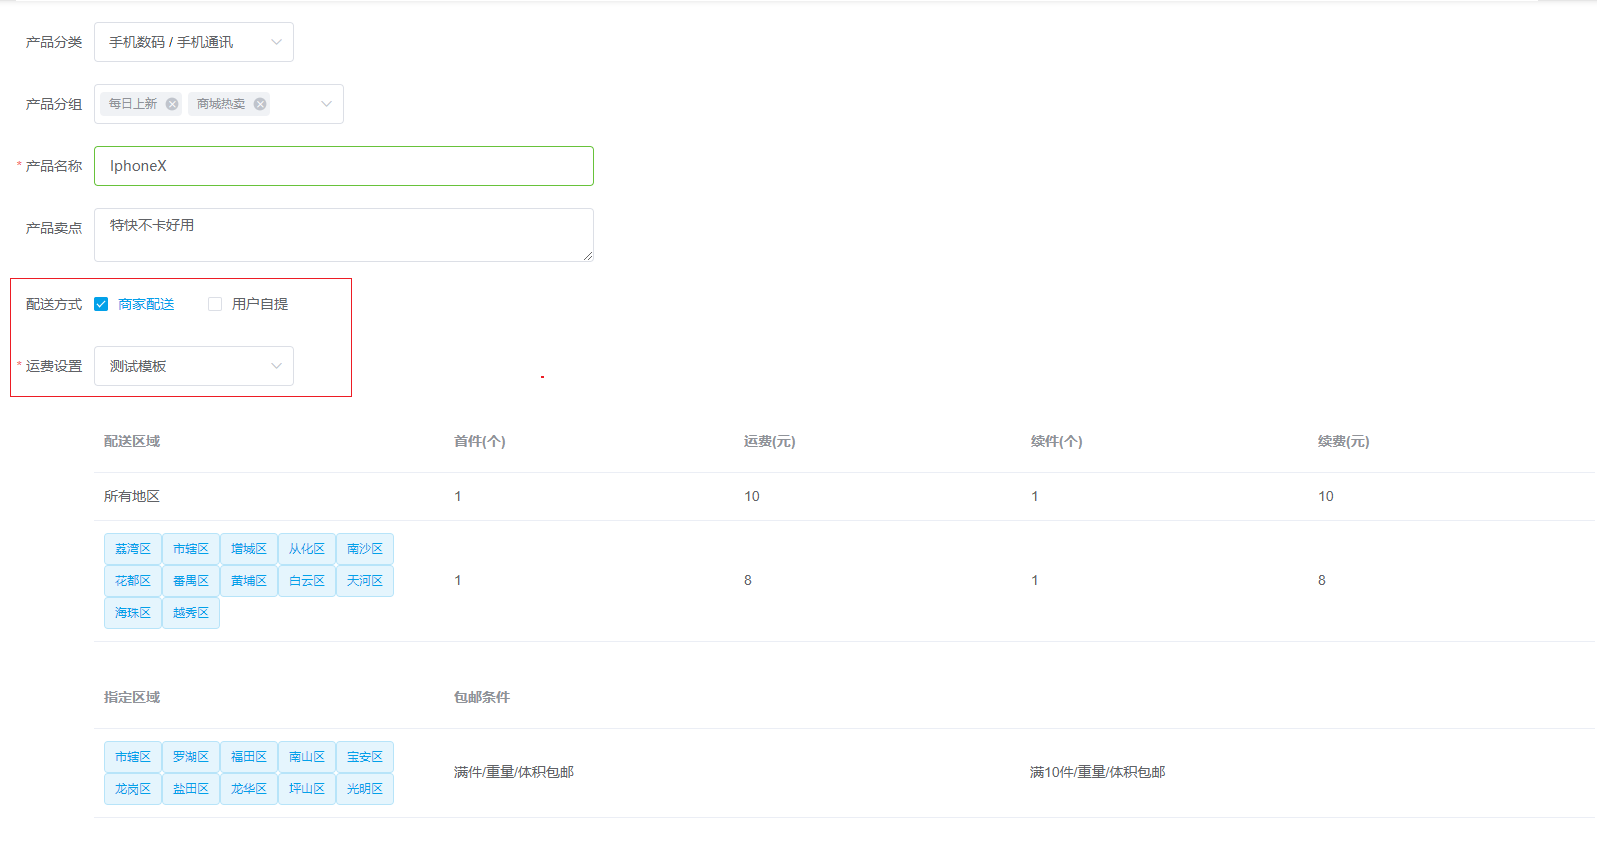 产品分类 手机数码 / 手机通讯
产品分组 每日上新 商城热卖
* 产品名称 IphoneX
产品卖点 特快不卡好用
配送方式 商家配送 用户自提
* 运费设置 测试模板
配送区域 首件(个) 运费(元) 续件(个) 续费(元)
所有地区 1 10 1 10
荔湾区 市辖区 增城区 从化区 南沙区
花都区 番禺区 黄埔区 白云区 天河区 1 8 1 8
海珠区 越秀区
指定区域 包邮条件
市辖区 罗湖区 福田区 南山区 宝安区
满件/重量/体积包邮 满10件/重量/体积包邮
龙岗区 盐田区 龙华区 坪山区 光明区